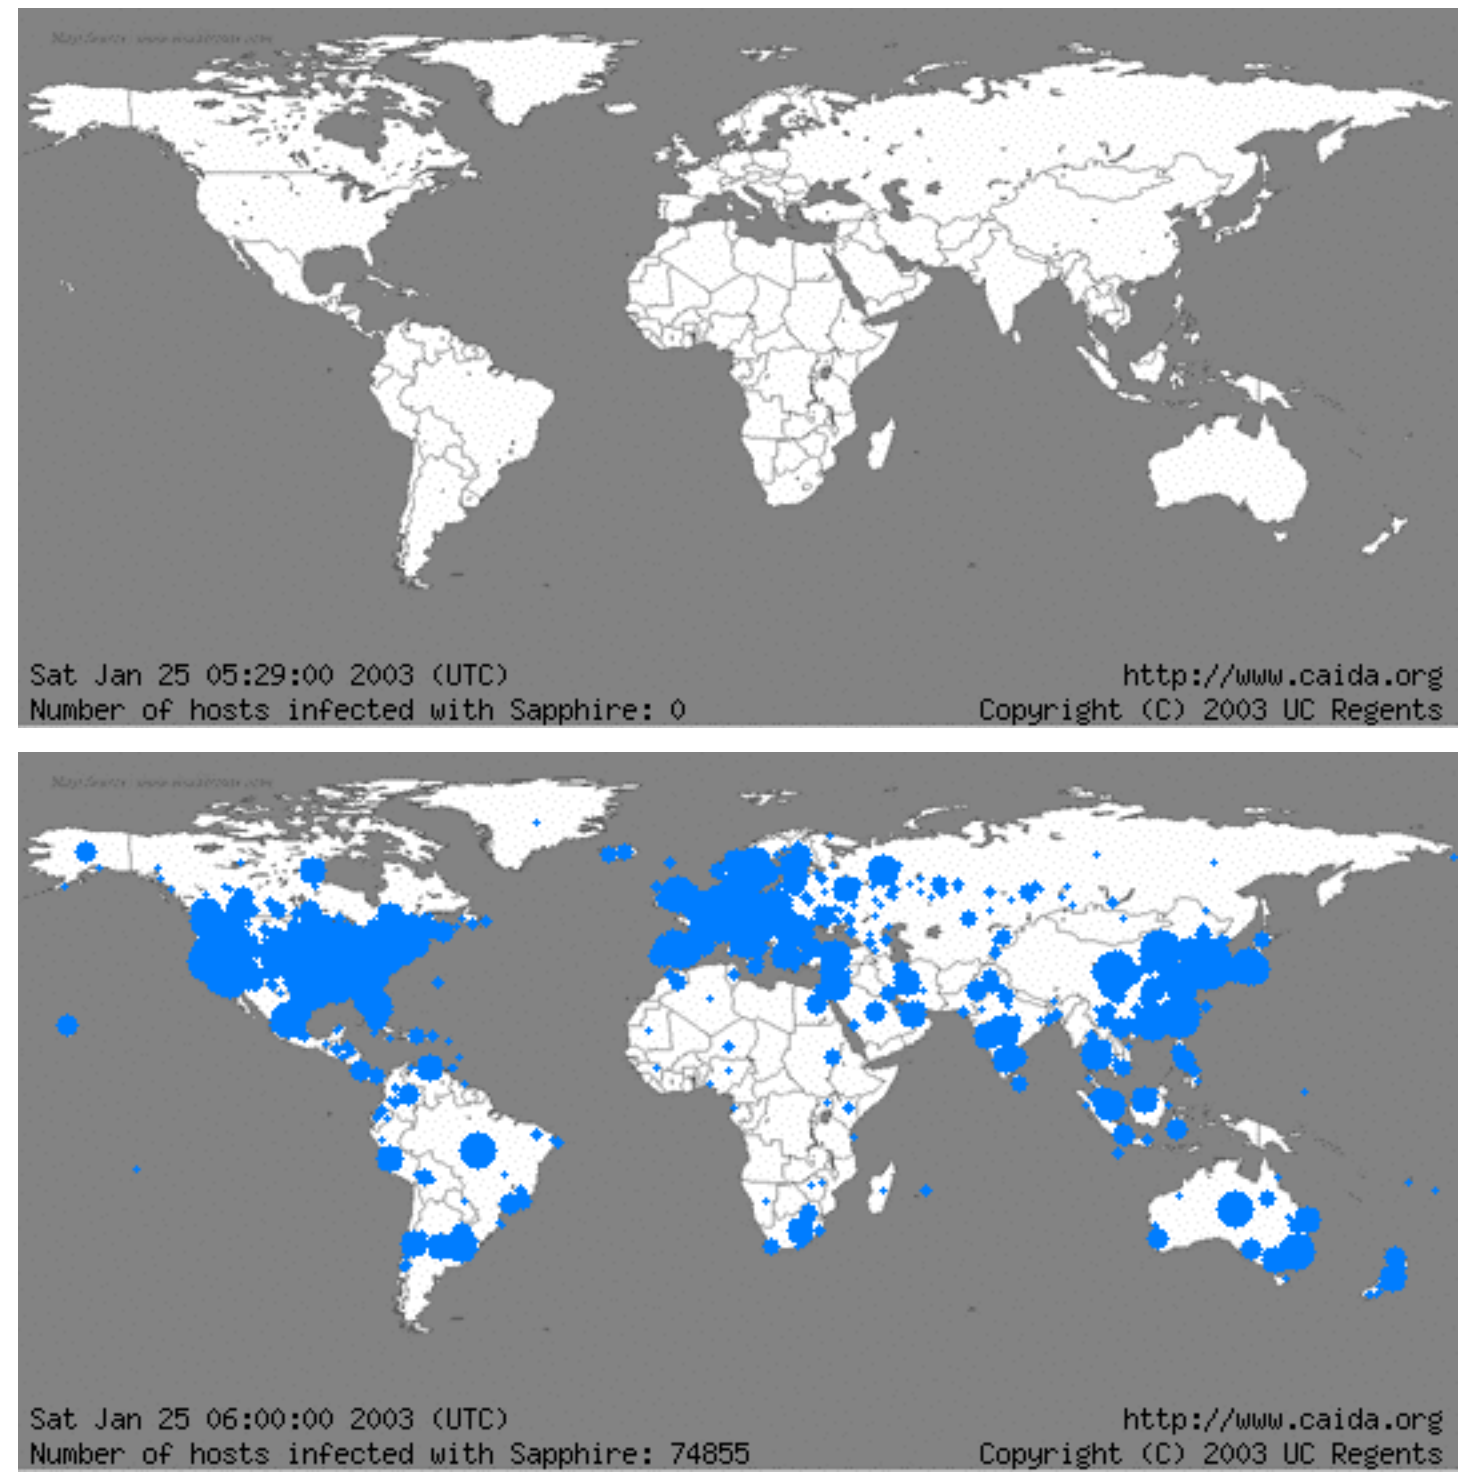 Sat Jan 25 05:29:00 2003 (UTC)
http://www.caida.org
Number of hosts infected with Sapphire: 0
Copyright (C) 2003 UC Regents
Sat Jan 25 06:00:00 2003 (UTC)
http://www.caida.org
Number of hosts infected with Sapphire: 74855
Copyright (C) 2003 UC Regents